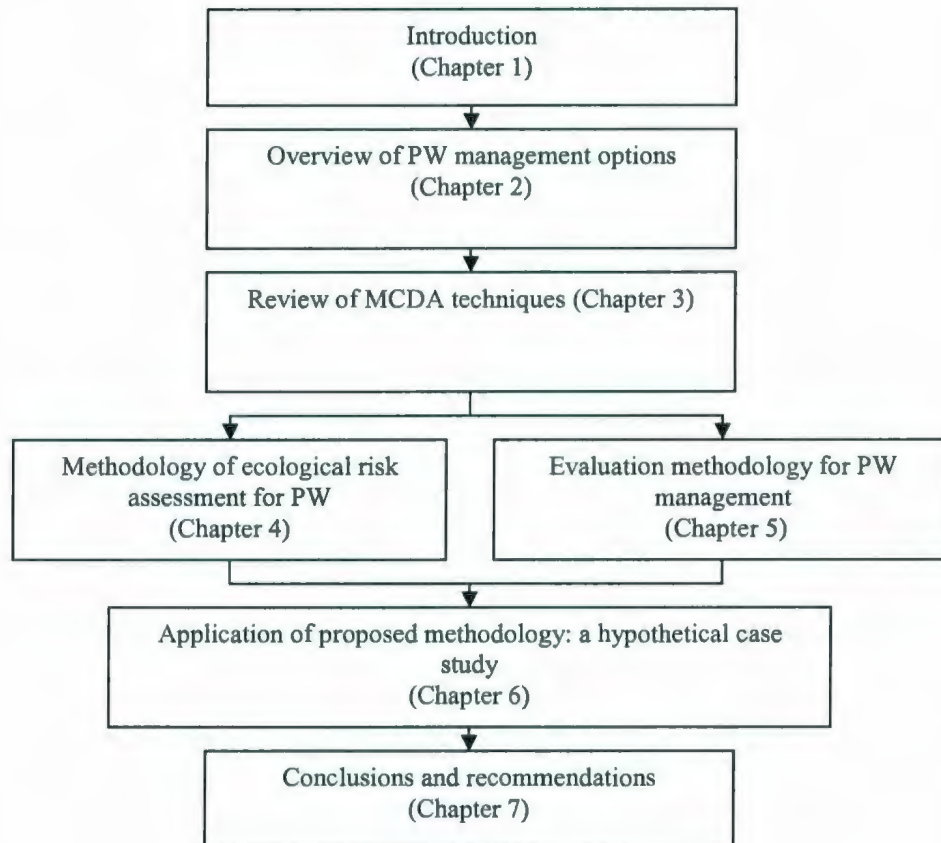 Introduction
(Chapter 1)
Overview of PW management options
(Chapter 2)
Review of MCDA techniques (Chapter 3)
Methodology of ecological risk
assessment for PW
(Chapter 4)
Evaluation methodology for PW
management
(Chapter 5)
Application of proposed methodology: a hypothetical case
study
(Chapter 6)
Conclusions and recommendations
(Chapter 7)